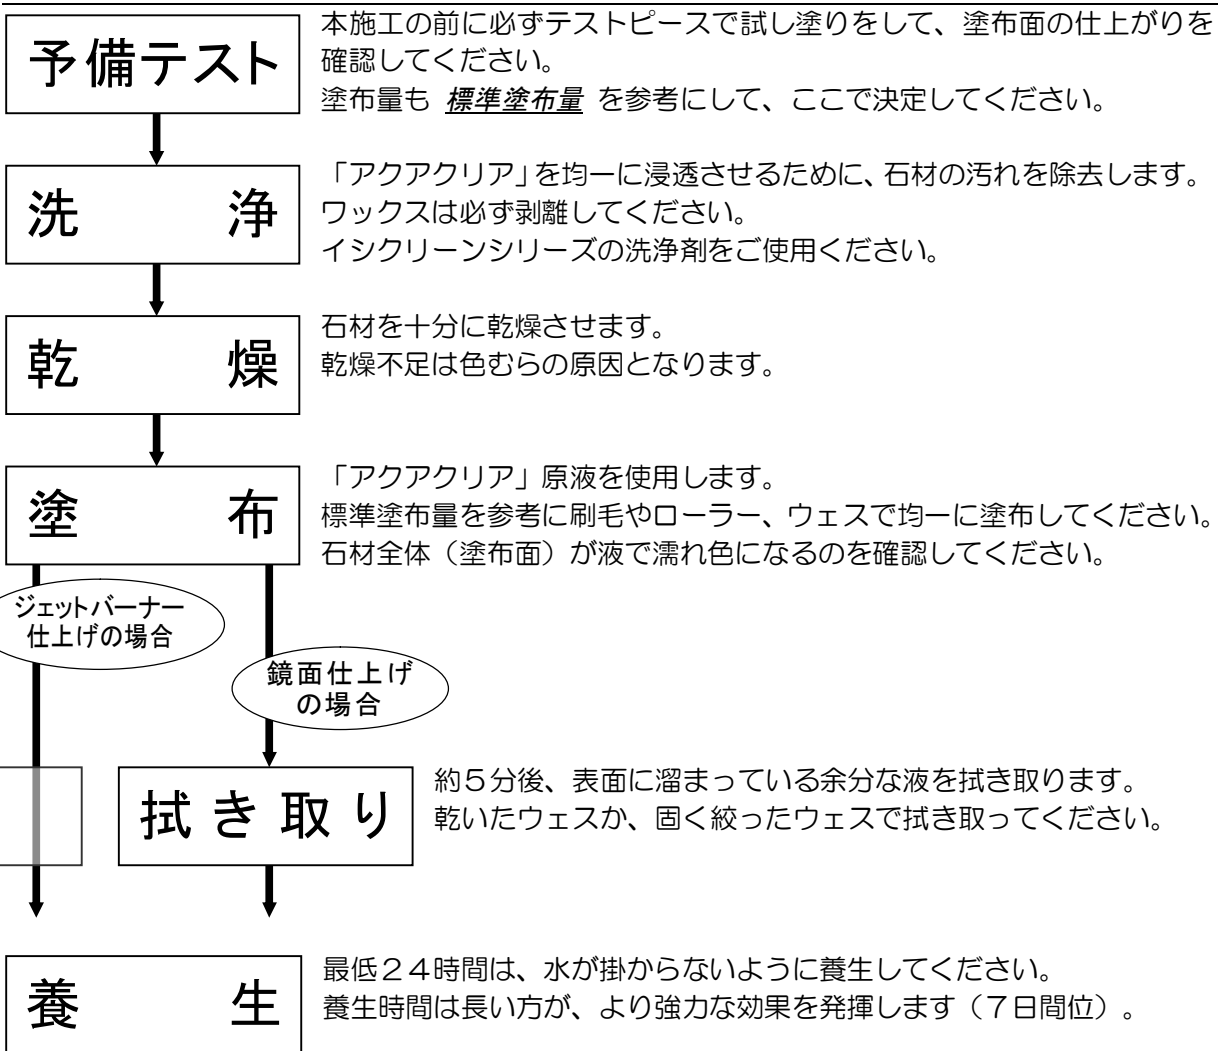 予備テスト
本施工の前に必ずテストピースで試し塗りをして、塗布面の仕上がりを
確認してください。
塗布量も 標準塗布量 を参考にして、ここで決定してください。
洗　　浄
「アクアクリア」を均一に浸透させるために、石材の汚れを除去します。
ワックスは必ず剥離してください。
イシクリーンシリーズの洗浄剤をご使用ください。
乾　　燥
石材を十分に乾燥させます。
乾燥不足は色むらの原因となります。
塗　　布
「アクアクリア」原液を使用します。
標準塗布量を参考に刷毛やローラー、ウェスで均一に塗布してください。
石材全体（塗布面）が液で濡れ色になるのを確認してください。
ジェットバーナー
仕上げの場合
鏡面仕上げ
の場合
拭き取り
約５分後、表面に溜まっている余分な液を拭き取ります。
乾いたウェスか、固く絞ったウェスで拭き取ってください。
養　　生
最低２４時間は、水が掛からないように養生してください。
養生時間は長い方が、より強力な効果を発揮します（７日間位）。